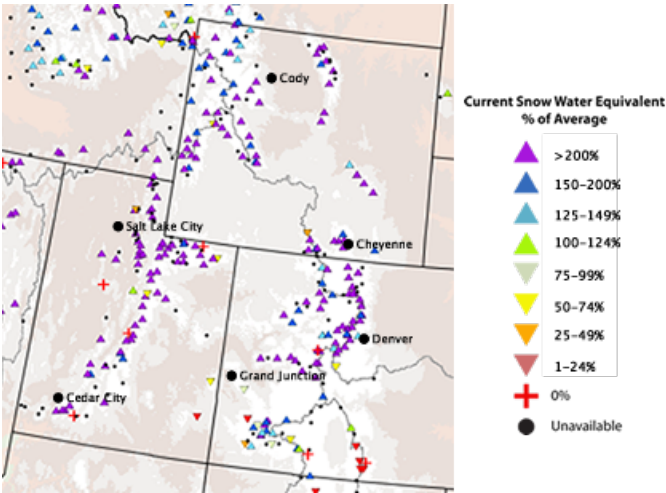 Cody
Salt Lake City
Cheyenne
Denver
Grand Junction
Cedar City
Current Snow Water Equivalent
% of Average
>200%
150–200%
125–149%
100–124%
75–99%
50–74%
25–49%
1–24%
0%
Unavailable